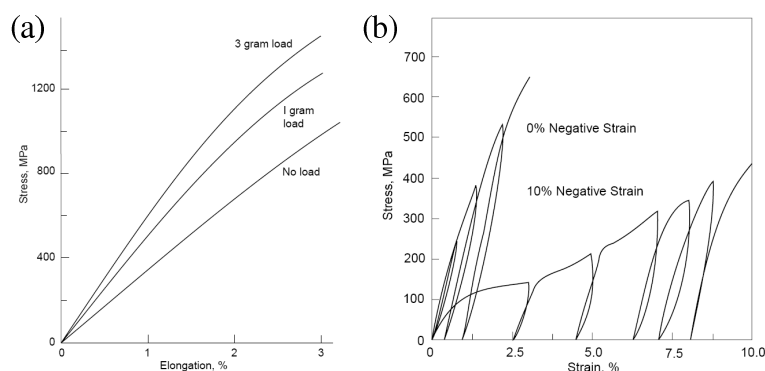 (a)
3 gram load
I gram
load
No load
1200
800
400
0
Stress, MPa
0 1 2 3
Elongation, %
(b)
700
600
500
400
300
200
100
0
Stress, MPa
0% Negative Strain
10% Negative Strain
0 2.5 5.0 7.5 10.0
Strain, %